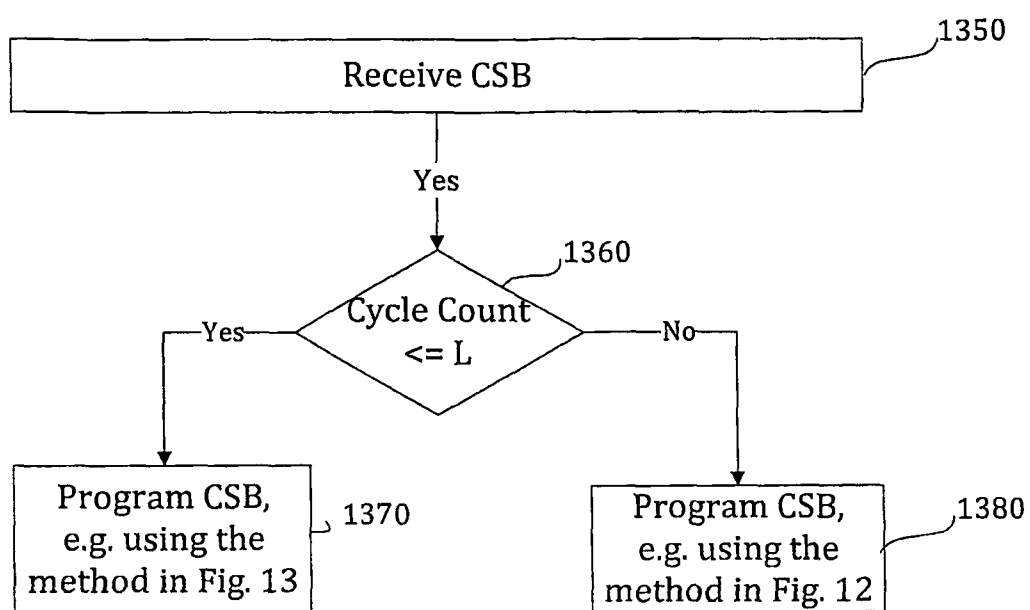 1350
Receive CSB
Yes
1360
Cycle Count
<= L
Yes
No
Program CSB,
e.g. using the
method in Fig. 13
1370
Program CSB,
e.g. using the
method in Fig. 12
1380